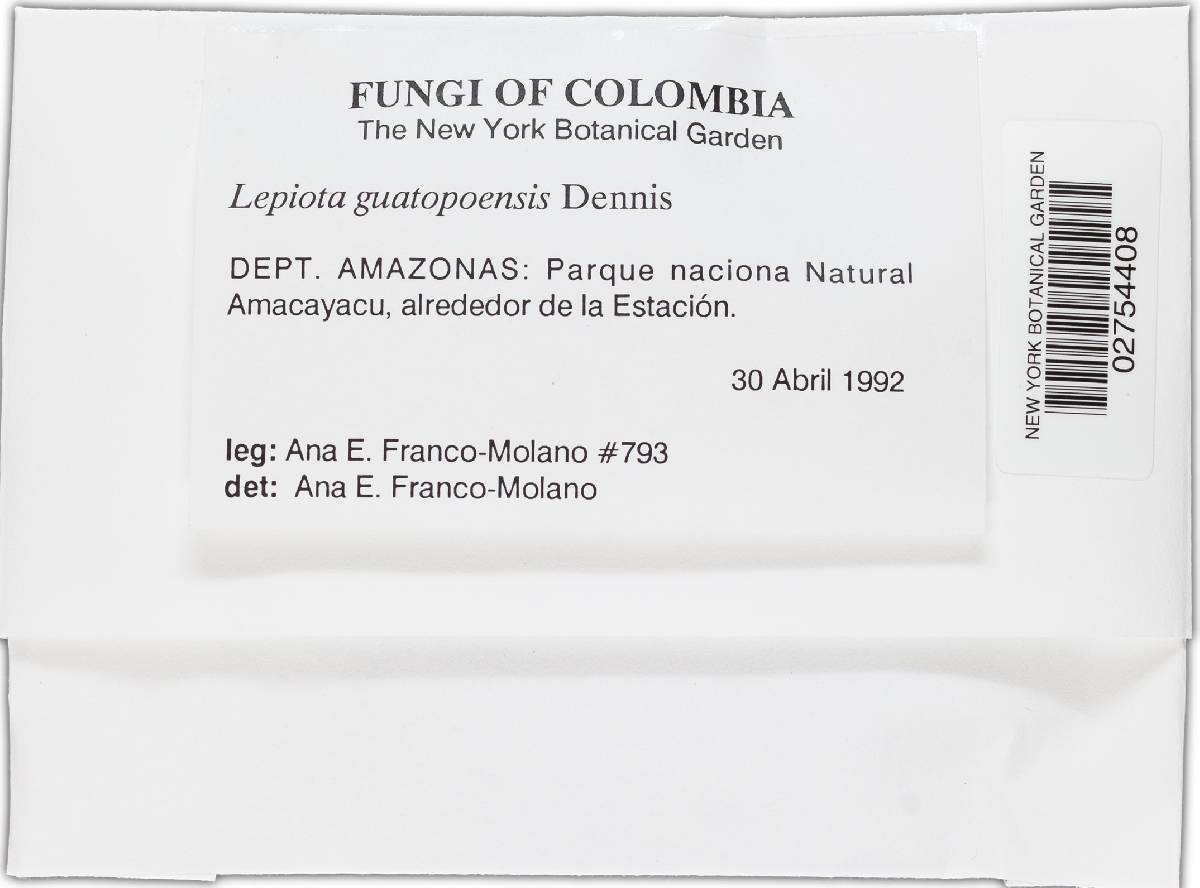 FUNGI OF COLOMBIA
The New York Botanical Garden
Lepiota guatopoensis Dennis
DEPT. AMAZONAS: Parque naciona Natural
Amacayacu, alrededor de la Estación.
30 Abril 1992
leg: Ana E. Franco-Molano #793
det: Ana E. Franco-Molano
NEW YORK BOTANICAL GARDEN
02754408